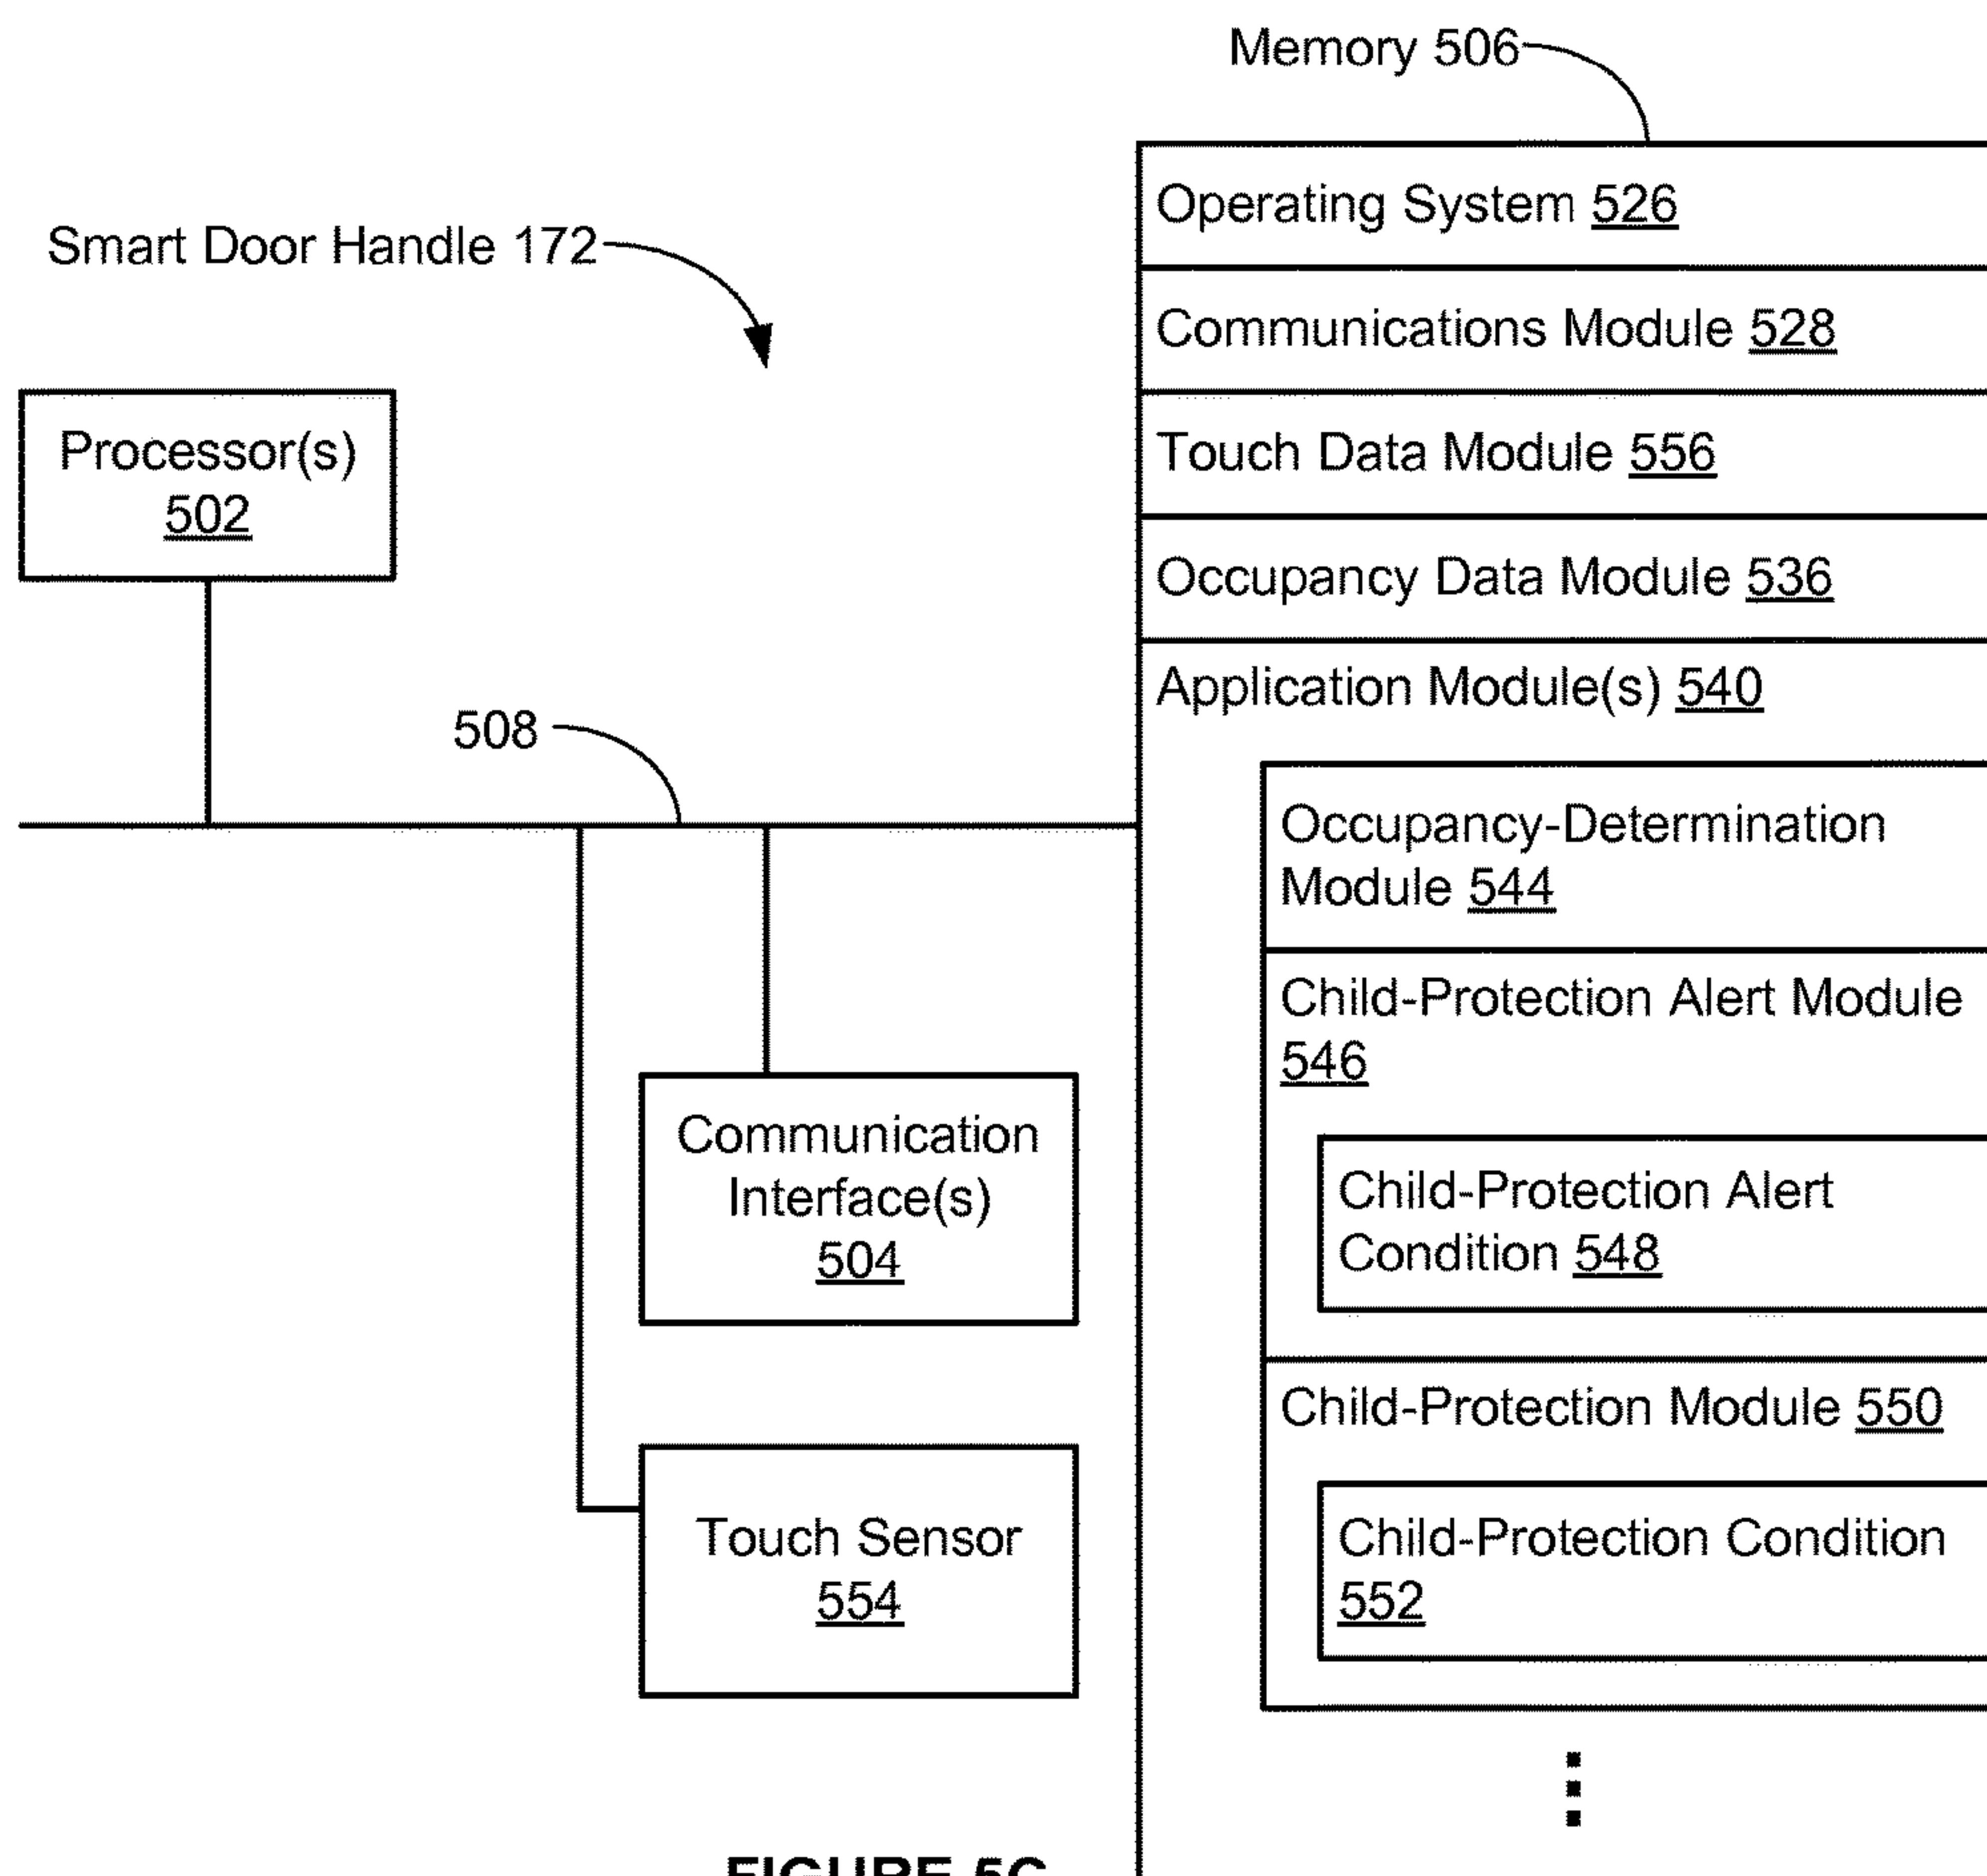 Memory 506
Smart Door Handle 172
Processor(s)
502
508
Communication
Interface(s)
504
Touch Sensor
554
Operating System 526
Communications Module 528
Touch Data Module 556
Occupancy Data Module 536
Application Module(s) 540
Occupancy-Determination
Module 544
Child-Protection Alert Module
546
Child-Protection Alert
Condition 548
Child-Protection Module 550
Child-Protection Condition
552
FIGURE 5C